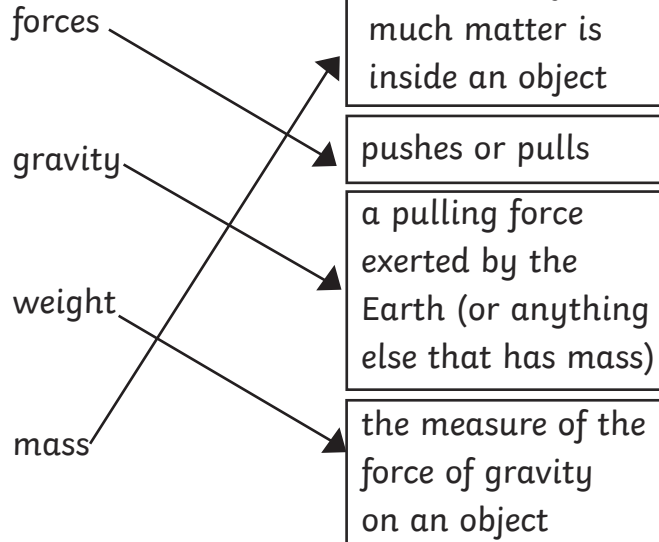 forces
gravity
weight
mass
much matter is
inside an object
pushes or pulls
a pulling force
exerted by the
Earth (or anything
else that has mass)
the measure of the
force of gravity
on an object